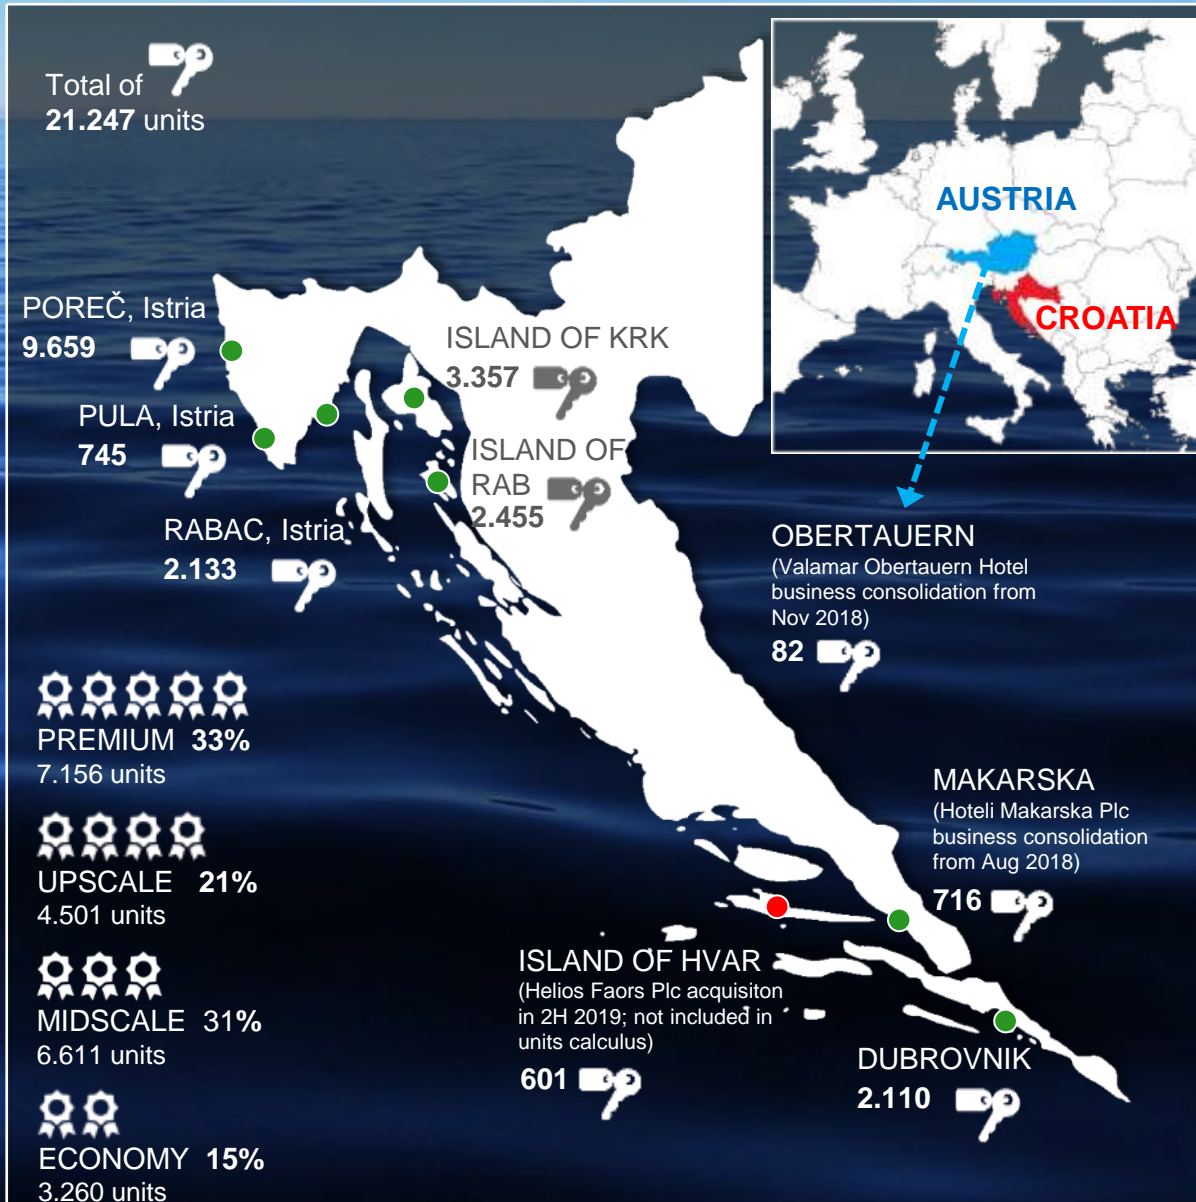 Total of
21.247 units
AUSTRIA
CROATIA
POREČ, Istria
9.659
ISLAND OF KRK
3.357
PULA, Istria
745
ISLAND OF
RAB
2.455
RABAC, Istria
2.133
OBERTAUERN
(Valamar Obertauern Hotel
business consolidation from
Nov 2018)
82
PREMIUM 33%
7.156 units
UPSCALE 21%
4.501 units
MIDSCALE 31%
6.611 units
ECONOMY 15%
3.260 units
MAKARSKA
(Hoteli Makarska Plc
business consolidation
from Aug 2018)
716
ISLAND OF HVAR
(Helios Faors Plc acquisiton
in 2H 2019; not included in
units calculus)
601
DUBROVNIK
2.110